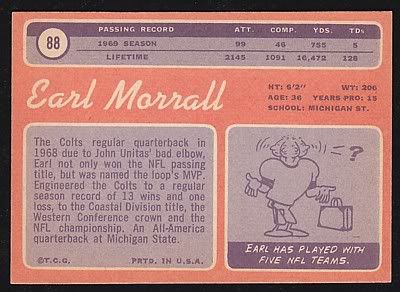 88
PASSING RECORD ATT. COMP. YDS. TDs
1969 SEASON 99 46 755 5
LIFETIME 2145 1091 16,472 128
Earl Morrall
HT: 6'2" WT: 206
AGE: 36 YEARS PRO: 15
SCHOOL: MICHIGAN ST.
The Colts regular quarterback in
1968 due to John Unitas' bad elbow,
Earl not only won the NFL passing
title, but was named the loop's MVP.
Engineered the Colts to a regular
season record of 13 wins and one
loss, to the Coastal Division title, the
Western Conference crown and the
NFL championship. An All-America
quarterback at Michigan State.
©T.C.G. PRTD. IN U.S.A.
?
EARL HAS PLAYED WITH
FIVE NFL TEAMS.